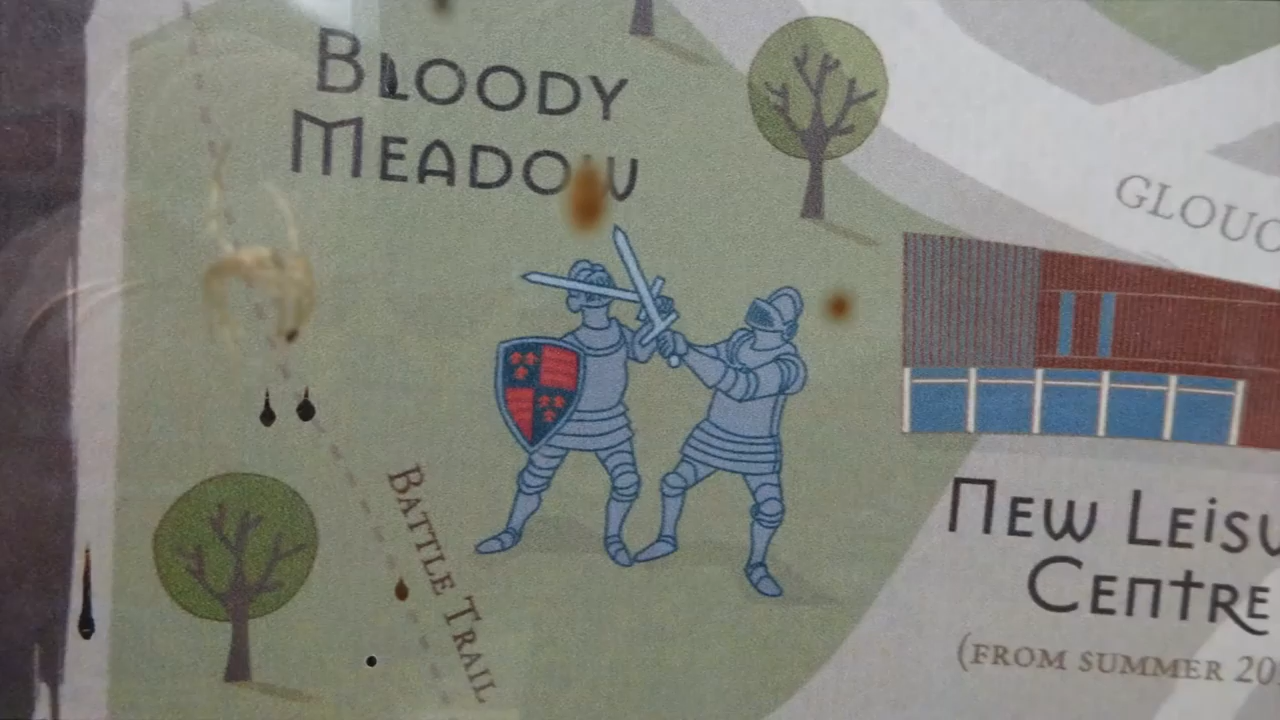 BLOODY
MEADOW
GLOUC
BATTLE TRAIL
NEW LEISU
CENTRE
(FROM SUMMER 20